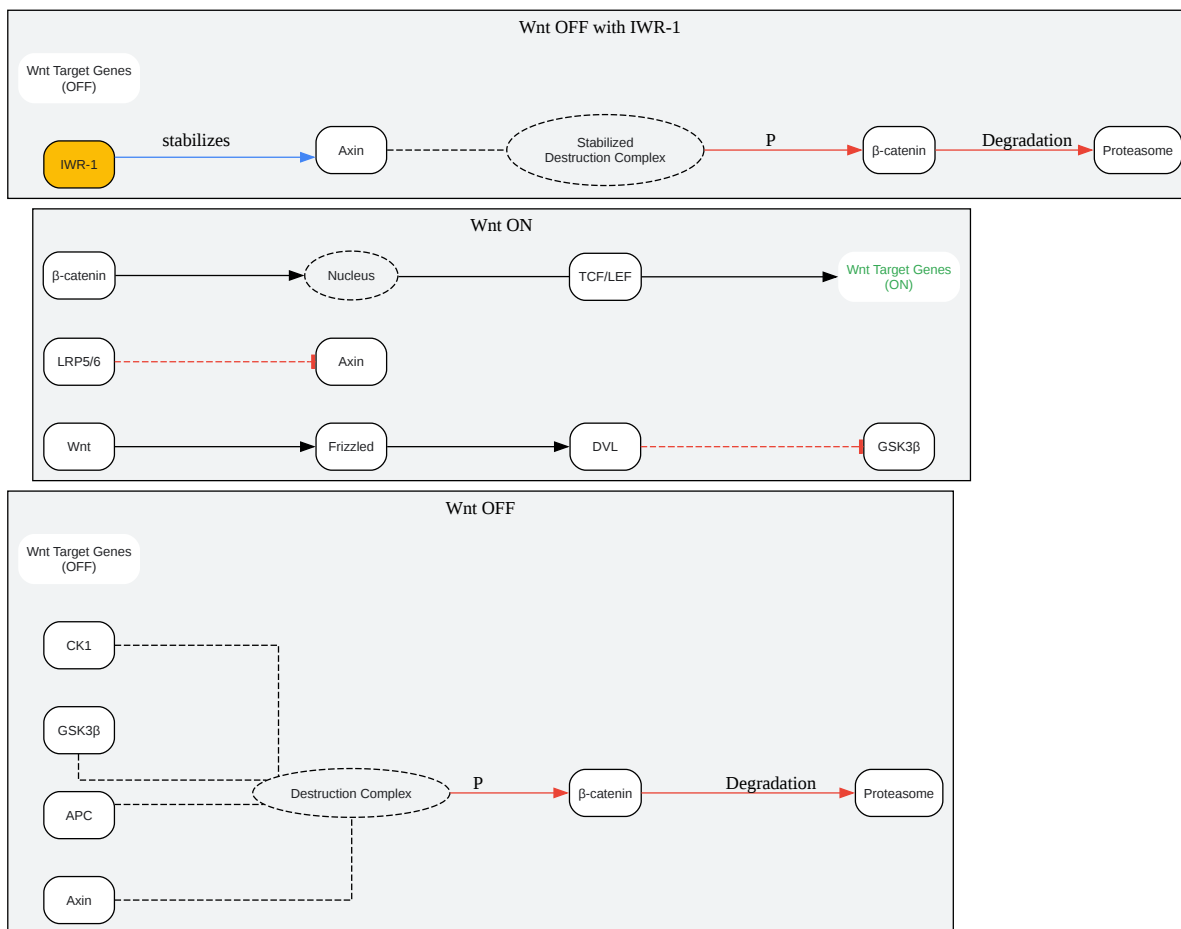 Wnt OFF with IWR-1
Wnt Target Genes
(OFF)
IWR-1
stabilizes
Axin
Stabilized
Destruction Complex
P
β-catenin
Degradation
Proteasome
Wnt ON
β-catenin
Nucleus
TCF/LEF
Wnt Target Genes
(ON)
LRP5/6
Axin
Wnt
Frizzled
DVL
GSK3β
Wnt OFF
Wnt Target Genes
(OFF)
CK1
GSK3β
APC
Axin
Destruction Complex
P
β-catenin
Degradation
Proteasome